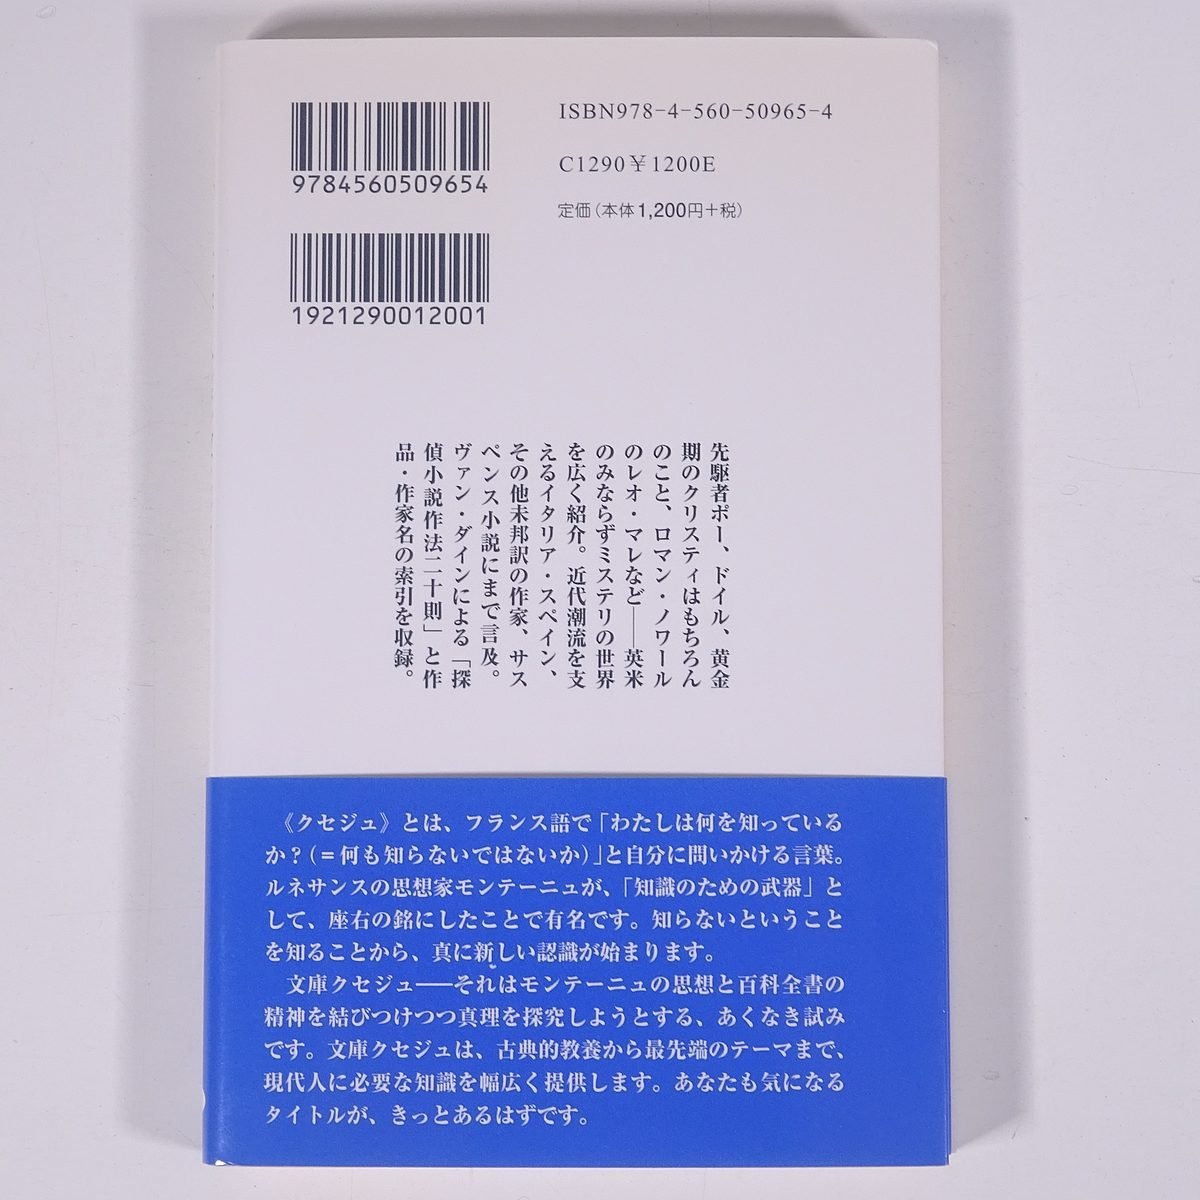 ISBN978-4-560-50965-4
C1290¥1200E
定価(本体1,200円+税)
9784560509654
1921290012001
先駆者ポー、ドイル、黄金
期のクリスティはもちろん
のこと、ロマン・ノワール
のレオ・マレなど──英米
のみならずミステリの世界
を広く紹介。近代潮流を支
えるイタリア・スペイン、
その他未邦訳の作家、サス
ペンス小説にまで言及。
ヴァン・ダインによる「探
偵小説作法二十則」と作
品・作家名の索引を収録。
《クセジュ》とは、フランス語で「わたしは何を知っている
か?(=何も知らないではないか)」と自分に問いかける言葉。
ルネサンスの思想家モンテーニュが、「知識のための武器」と
して、座右の銘にしたことで有名です。知らないということ
を知ることから、真に新しい認識が始まります。
文庫クセジュ──それはモンテーニュの思想と百科全書の
精神を結びつけつつ真理を探究しようとする、あくなき試み
です。文庫クセジュは、古典的教養から最先端のテーマまで、
現代人に必要な知識を幅広く提供します。あなたも気になる
タイトルが、きっとあるはずです。